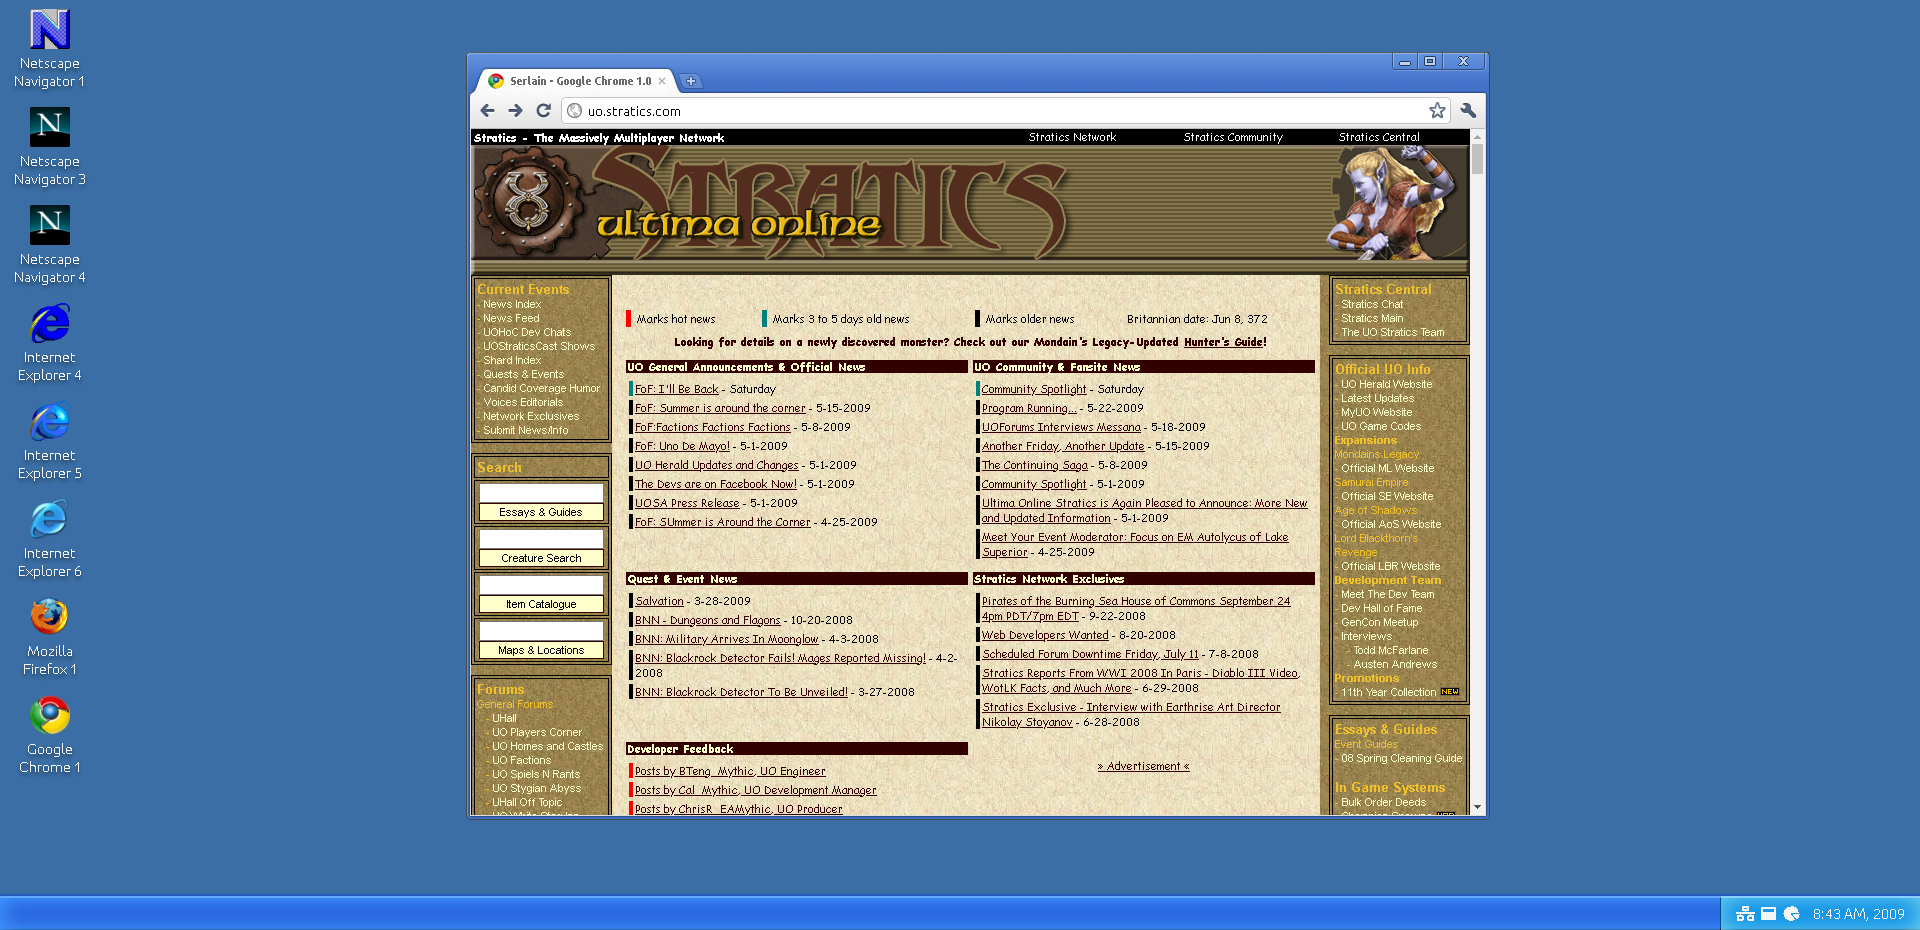 Netscape
Navigator 1
Netscape
Navigator 3
Netscape
Navigator 4
Internet
Explorer 4
Internet
Explorer 5
Internet
Explorer 6
Mozilla
Firefox 1
Google
Chrome 1
Serlain - Google Chrome 1.0
uo.stratics.com
Stratics - The Massively Multiplayer Network
Stratics Network
Stratics Community
Stratics Central
STRATICS
ultima online
Current Events
- News Index
- News Feed
- UOHoC Dev Chats
- UOStraticsCast Shows
- Shard Index
- Quests & Events
- Candid Coverage Humor
- Voices Editorials
- Network Exclusives
- Submit News/Info
Search
Essays & Guides
Creature Search
Item Catalogue
Maps & Locations
Forums
General Forums
- UHall
- UO Players Corner
- UO Homes and Castles
- UO Factions
- UO Spiels N Rants
- UO Stygian Abyss
- UHall Off Topic
Marks hot news
Marks 3 to 5 days old news
Marks older news
Britannian date: Jun 8, 372
Looking for details on a newly discovered monster? Check out our Mondain's Legacy-Updated Hunter's Guide!
UO General Announcements & Official News
FoF: I'll Be Back - Saturday
FoF: Summer is around the corner - 5-15-2009
FoF:Factions Factions Factions - 5-8-2009
FoF: Uno De Mayo! - 5-1-2009
UO Herald Updates and Changes - 5-1-2009
The Devs are on Facebook Now! - 5-1-2009
UOSA Press Release - 5-1-2009
FoF: SUmmer is Around the Corner - 4-25-2009
UO Community & Fansite News
Community Spotlight - Saturday
Program Running... - 5-22-2009
UOForums Interviews Messana - 5-18-2009
Another Friday, Another Update - 5-15-2009
The Continuing Saga - 5-8-2009
Community Spotlight - 5-1-2009
Ultima Online Stratics is Again Pleased to Announce: More New
and Updated Information - 5-1-2009
Meet Your Event Moderator: Focus on EM Autolycus of Lake
Superior - 4-25-2009
Quest & Event News
Salvation - 3-28-2009
BNN - Dungeons and Flagons - 10-20-2008
BNN: Military Arrives In Moonglow - 4-3-2008
BNN: Blackrock Detector Fails! Mages Reported Missing! - 4-2-
2008
BNN: Blackrock Detector To Be Unveiled! - 3-27-2008
Stratics Network Exclusives
Pirates of the Burning Sea House of Commons September 24
4pm PDT/7pm EDT - 9-22-2008
Web Developers Wanted - 8-20-2008
Scheduled Forum Downtime Friday, July 11 - 7-8-2008
Stratics Reports From WWI 2008 In Paris - Diablo III Video,
WotLK Facts, and Much More - 6-29-2008
Stratics Exclusive - Interview with Earthrise Art Director
Nikolay Stoyanov - 6-28-2008
Developer Feedback
Posts by BTeng_Mythic, UO Engineer
Posts by Cal_Mythic, UO Development Manager
Posts by ChrisR_EAMythic, UO Producer
» Advertisement «
Stratics Central
- Stratics Chat
- Stratics Main
- The UO Stratics Team
Official UO Info
- UO Herald Website
- Latest Updates
- MyUO Website
- UO Game Codes
Expansions
Mondains Legacy
- Official ML Website
Samurai Empire
- Official SE Website
Age of Shadows
- Official AoS Website
Lord Blackthorn's
Revenge
- Official LBR Website
Development Team
- Meet The Dev Team
- Dev Hall of Fame
- GenCon Meetup
- Interviews
- Todd McFarlane
- Austen Andrews
Promotions
- 11th Year Collection NEW
Essays & Guides
Event Guides
- 08 Spring Cleaning Guide
In Game Systems
- Bulk Order Deeds
8:43 AM, 2009